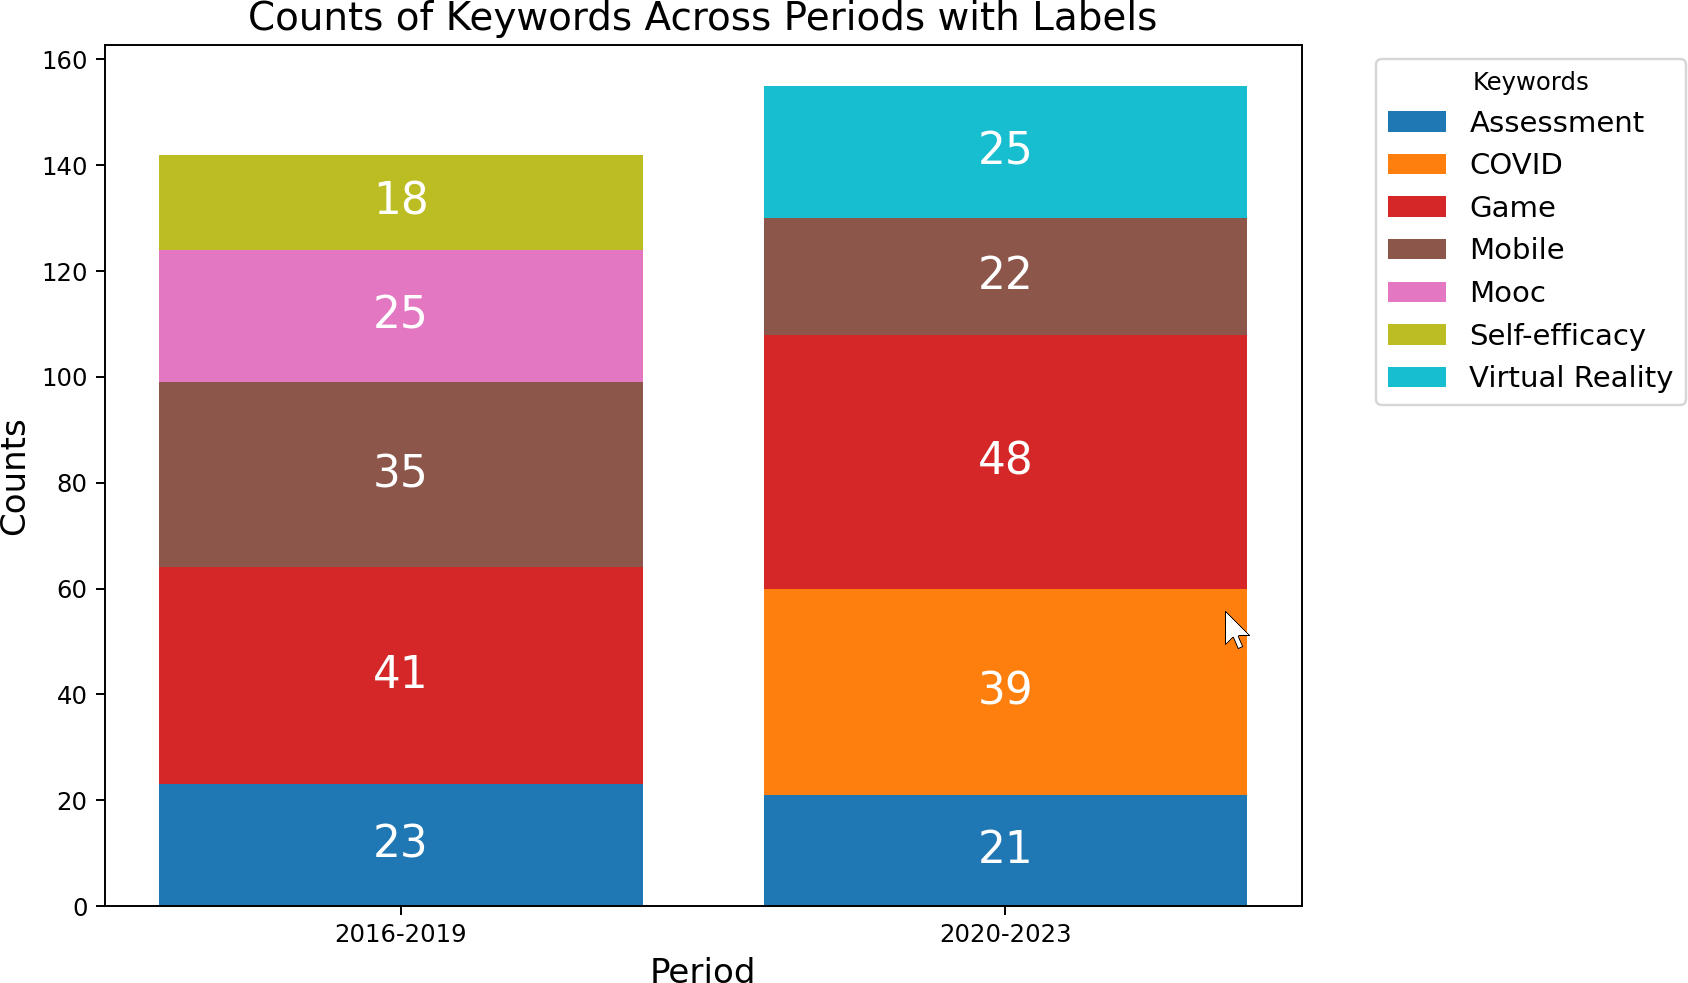 Counts of Keywords Across Periods with Labels
Counts
160
140
120
100
80
60
40
20
0
18
25
35
41
23
25
22
48
39
21
2016-2019
2020-2023
Period
Keywords
Assessment
COVID
Game
Mobile
Mooc
Self-efficacy
Virtual Reality